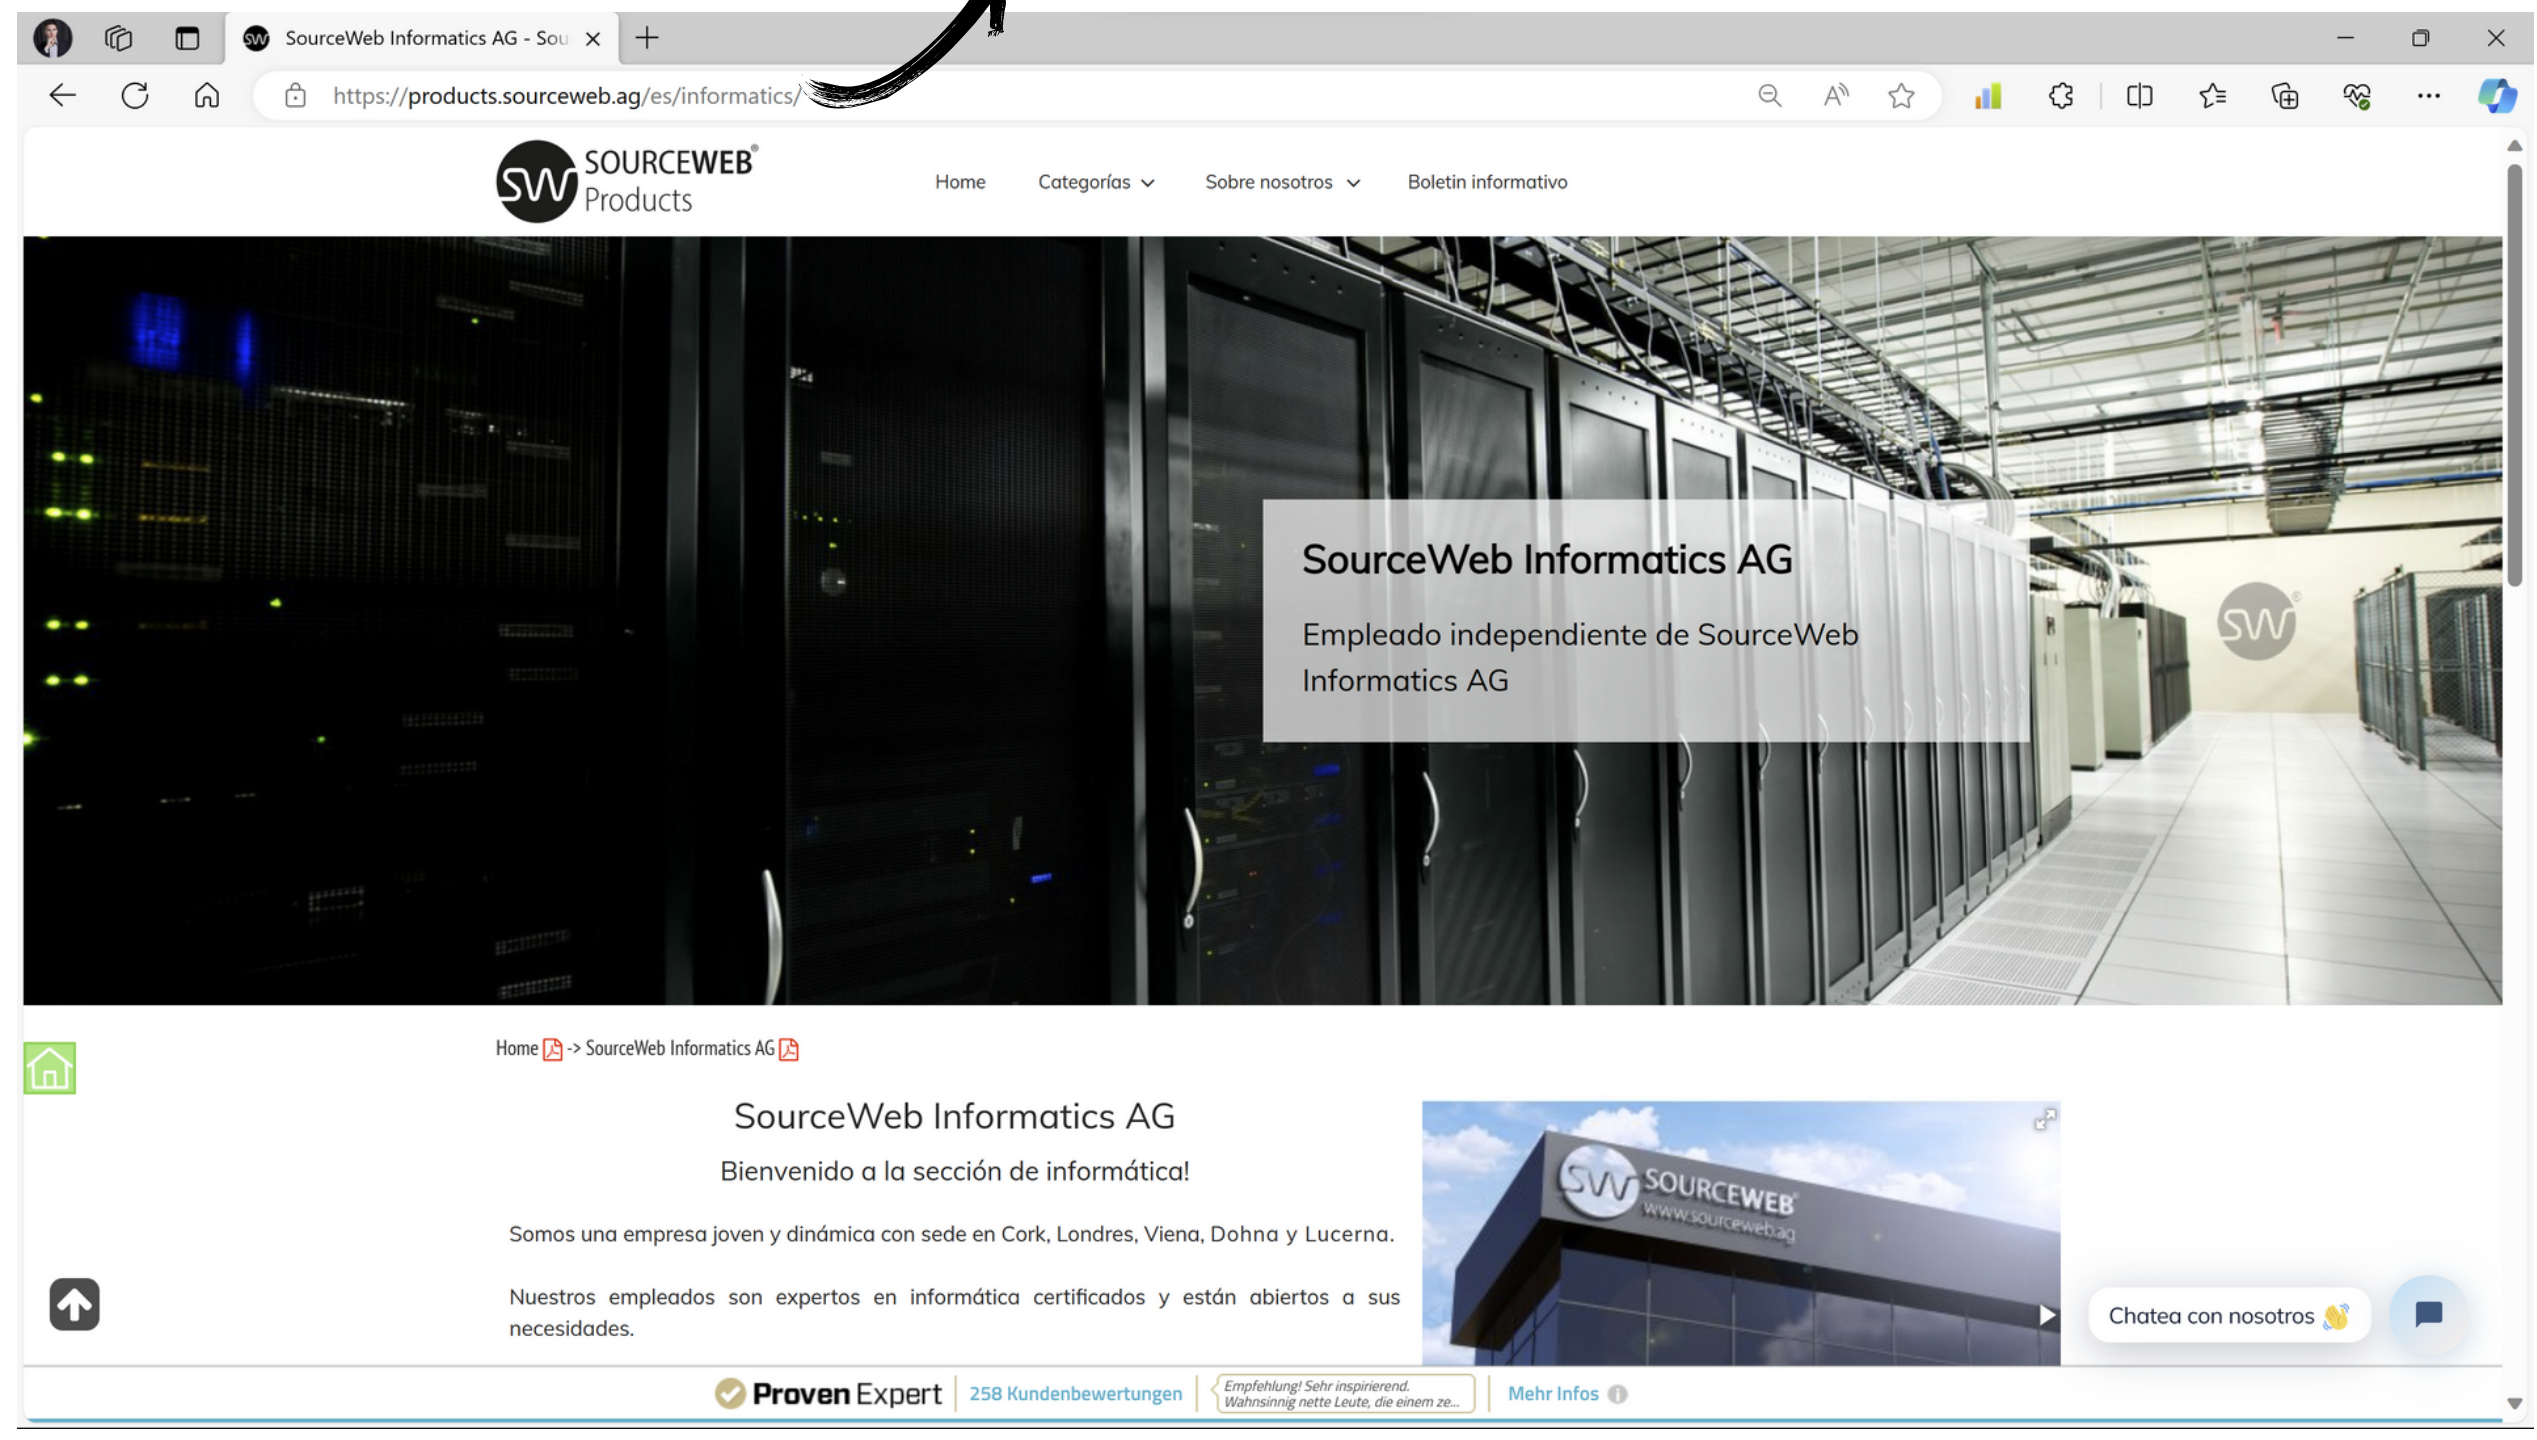 SourceWeb Informatics AG - Sou
https://products.sourceweb.ag/es/informatics/
SW SOURCEWEB®
Products
Home Categorías Sobre nosotros Boletin informativo
SourceWeb Informatics AG
Empleado independiente de SourceWeb
Informatics AG
SW®
Home -> SourceWeb Informatics AG
SourceWeb Informatics AG
Bienvenido a la sección de informática!
Somos una empresa joven y dinámica con sede en Cork, Londres, Viena, Dohna y Lucerna.
Nuestros empleados son expertos en informática certificados y están abiertos a sus
necesidades.
SW SOURCEWEB®
www.sourceweb.ag
Chatea con nosotros 👋
Proven Expert
258 Kundenbewertungen
Empfehlung! Sehr inspirierend.
Wahnsinnig nette Leute, die einem ze...
Mehr Infos